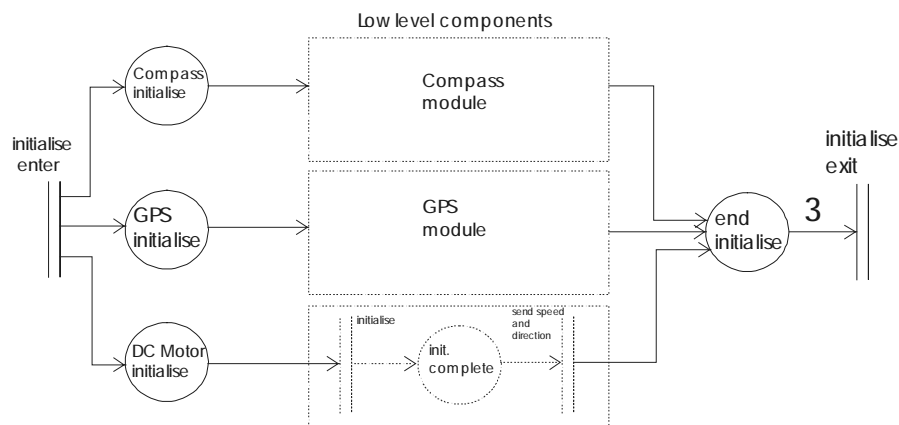 Low level components
Compass
initialise
Compass
module
initialise
enter
initialise
exit
GPS
initialise
GPS
module
end
initialise
3
DC Motor
initialise
initialise
init.
complete
send speed
and
direction